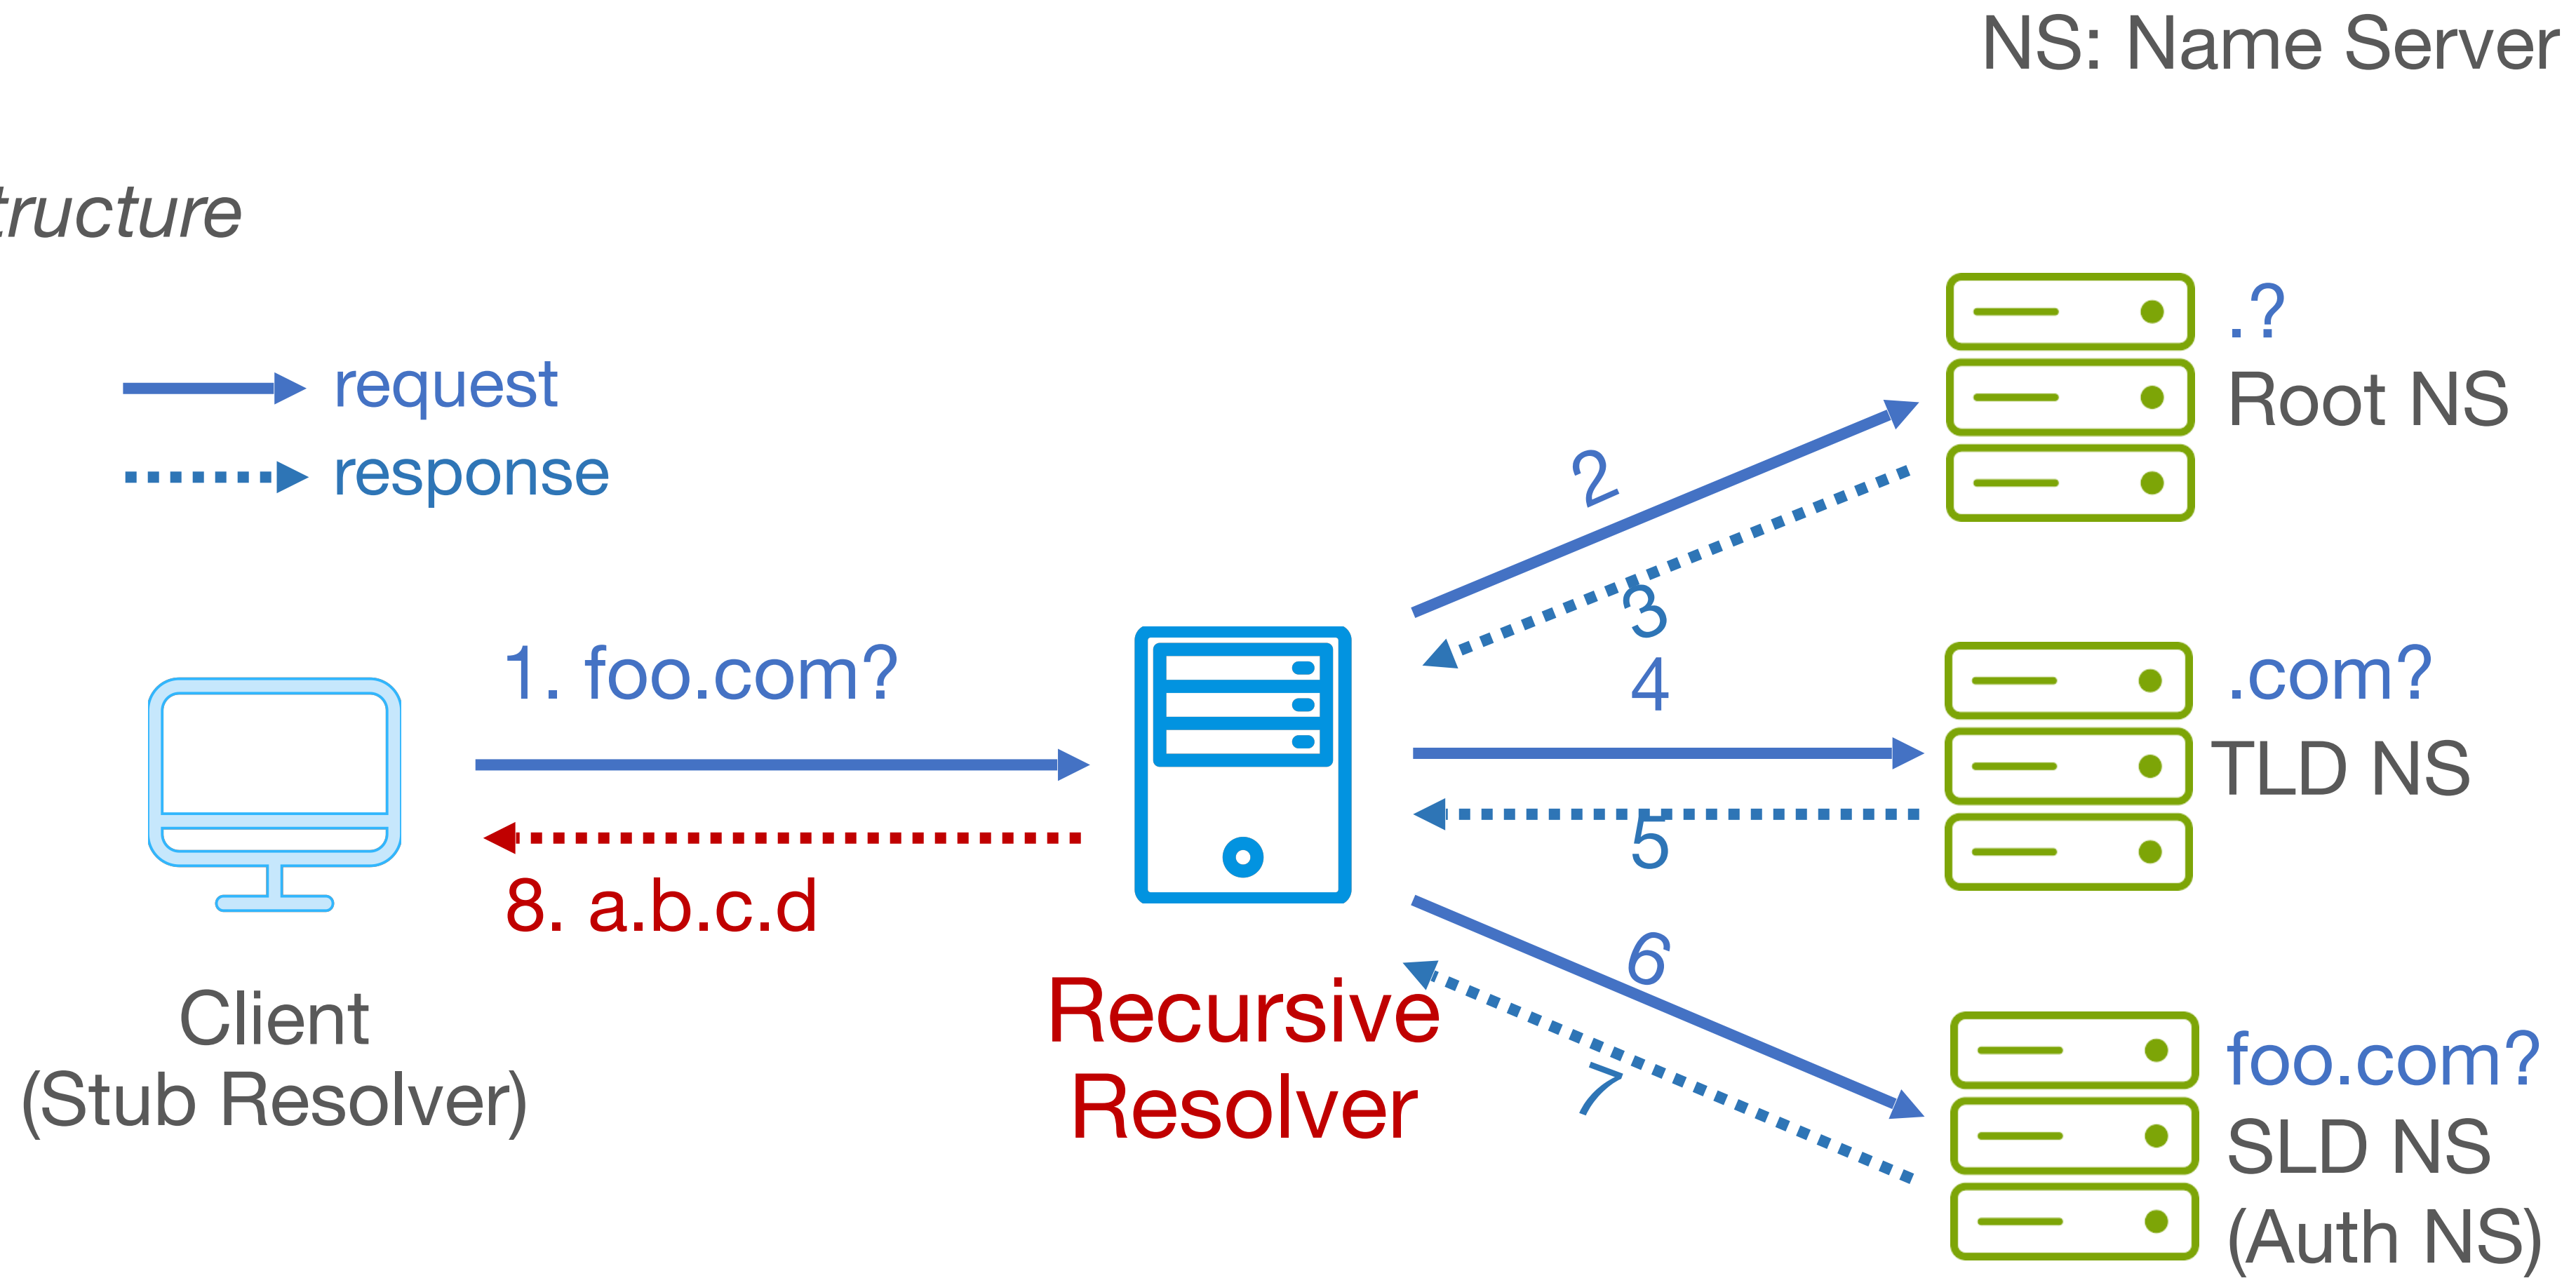 NS: Name Server
tructure
request
response
.?
Root NS
2
3
1. foo.com?
4
.com?
TLD NS
5
8. a.b.c.d
6
7
Client
(Stub Resolver)
Recursive
Resolver
foo.com?
SLD NS
(Auth NS)